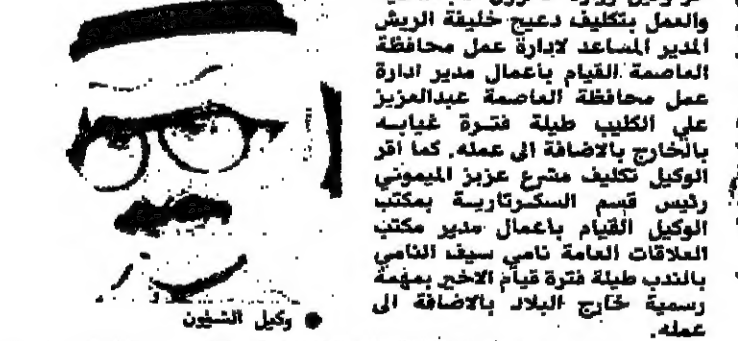 والعمل بتكليف دعيج خليفة الريش
المدير المساعد لادارة عمل محافظة
العاصمة القيام بأعمال مدير ادارة
عمل محافظة العاصمة عبدالعزيز
علي الكليب طيلة فترة غيابه
بالخارج بالاضافة الى عمله. كما اقر
الوكيل تكليف مشرع عزيز الميموني
رئيس قسم السكرتارية بمكتب
الوكيل القيام باعمال مدير مكتب
العلاقات العامة نامي سيف النامي
بالندب طيلة فترة قيام الاخير بمهمة
رسمية خارج البلاد بالاضافة الى
عمله.
● وكيل الشؤون